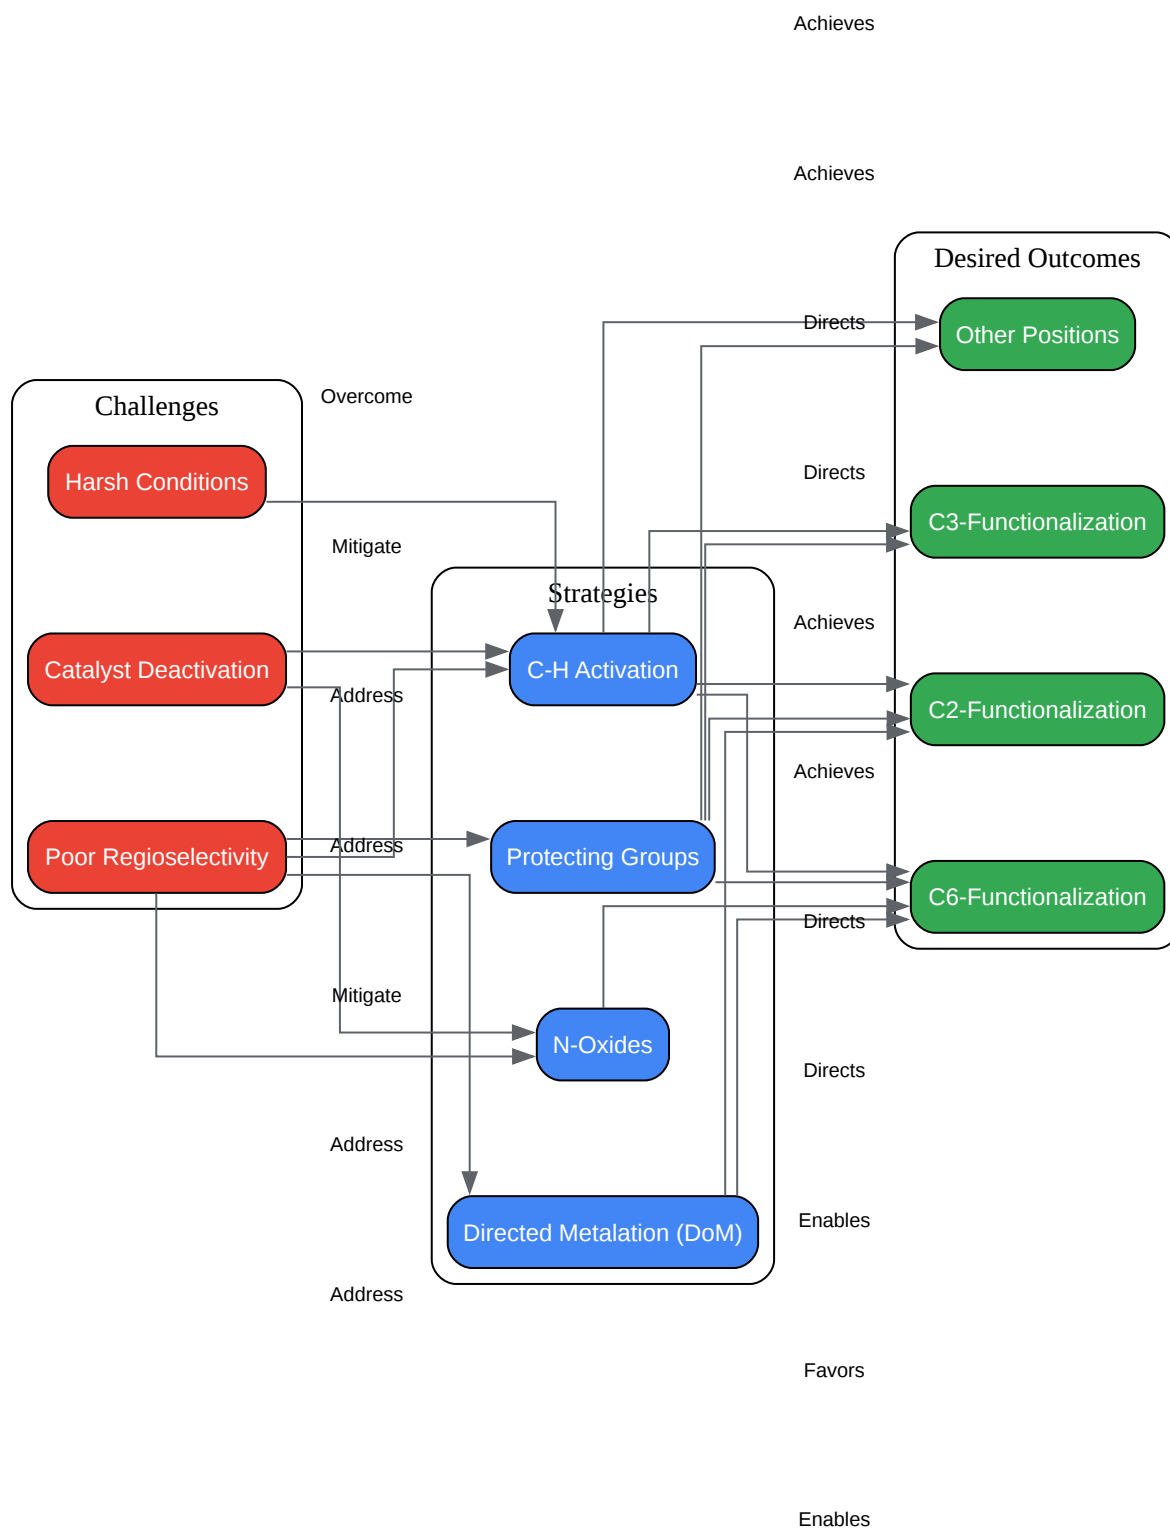 Achieves
Achieves
Desired Outcomes
Directs
Other Positions
Overcome
Challenges
Harsh Conditions
Directs
C3-Functionalization
Mitigate
Strategies
Achieves
Catalyst Deactivation
C-H Activation
Address
C2-Functionalization
Achieves
Address
Poor Regioselectivity
Protecting Groups
C6-Functionalization
Directs
Mitigate
N-Oxides
Directs
Address
Enables
Directed Metalation (DoM)
Address
Favors
Enables